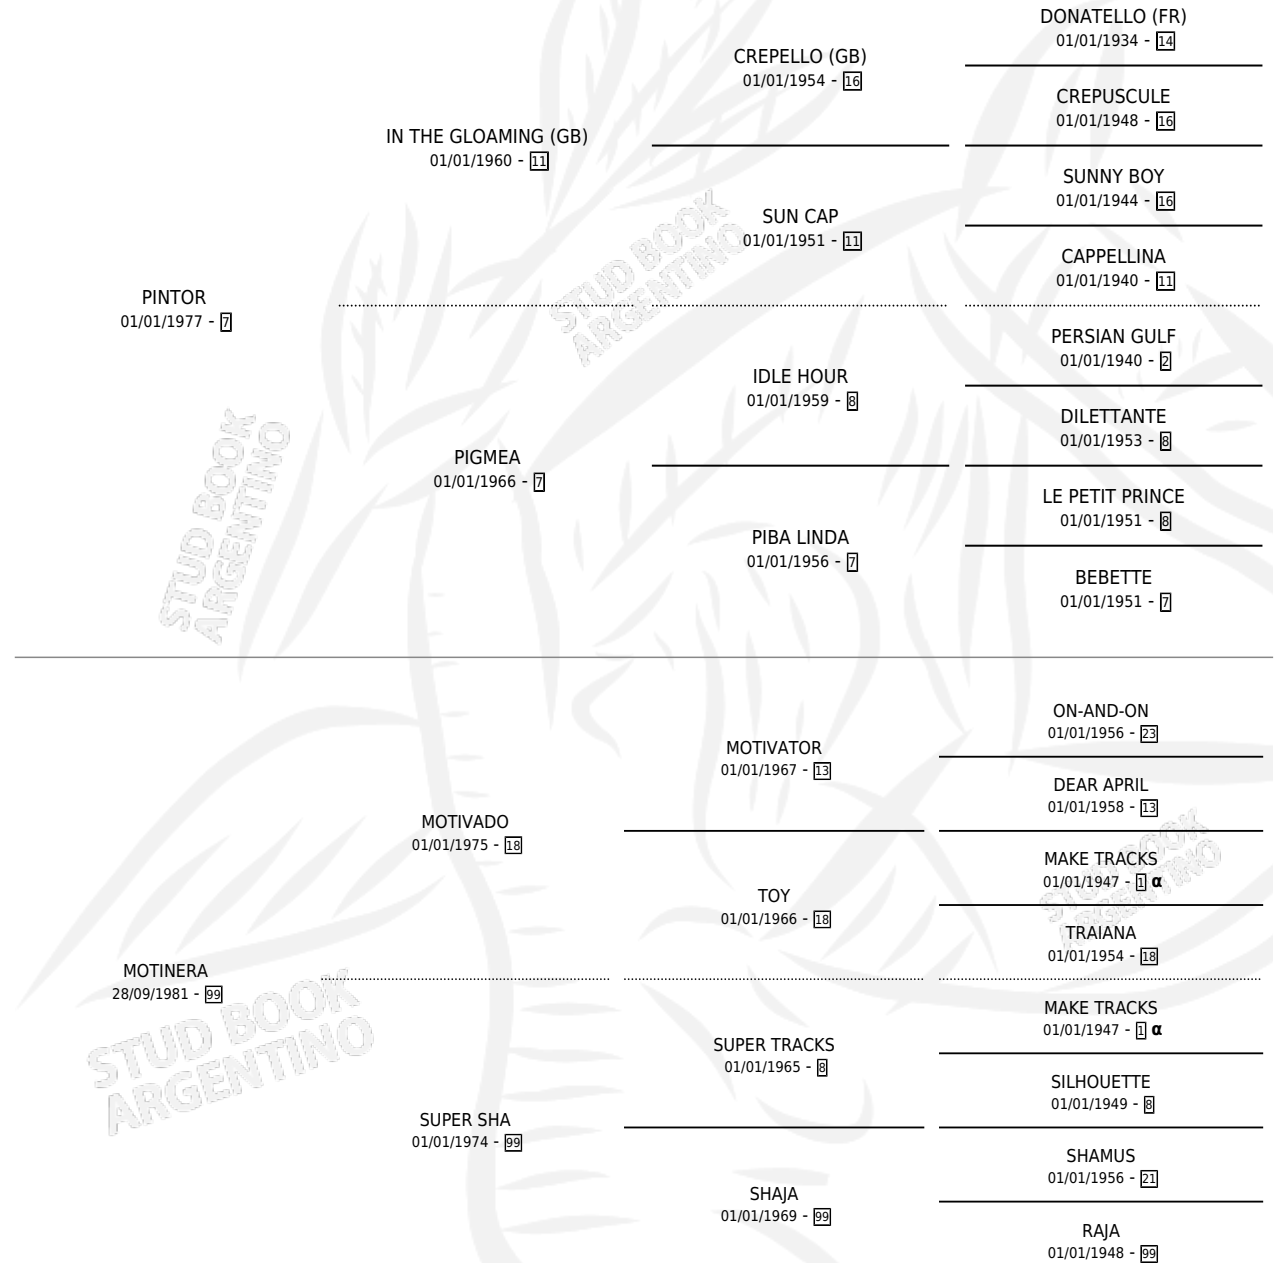 DONATELLO (FR)
01/01/1934 - 14
CREPELLO (GB)
01/01/1954 - 16
CREPUSCULE
01/01/1948 - 16
IN THE GLOAMING (GB)
01/01/1960 - 11
SUNNY BOY
01/01/1944 - 16
SUN CAP
01/01/1951 - 11
CAPPELLINA
01/01/1940 - 11
PINTOR
01/01/1977 - 7
PERSIAN GULF
01/01/1940 - 2
IDLE HOUR
01/01/1959 - 8
DILETTANTE
01/01/1953 - 8
PIGMEA
01/01/1966 - 7
LE PETIT PRINCE
01/01/1951 - 8
PIBA LINDA
01/01/1956 - 7
BEBETTE
01/01/1951 - 7
STUD BOOK
ARGENTINO
STUD BOOK
ARGENTINO
ON-AND-ON
01/01/1956 - 23
MOTIVATOR
01/01/1967 - 13
DEAR APRIL
01/01/1958 - 13
MOTIVADO
01/01/1975 - 18
MAKE TRACKS
01/01/1947 - 1 α
TOY
01/01/1966 - 18
TRAIANA
01/01/1954 - 18
MOTINERA
28/09/1981 - 99
MAKE TRACKS
01/01/1947 - 1 α
SUPER TRACKS
01/01/1965 - 8
SILHOUETTE
01/01/1949 - 8
SUPER SHA
01/01/1974 - 99
SHAMUS
01/01/1956 - 21
SHAJA
01/01/1969 - 99
RAJA
01/01/1948 - 99
STUD BOOK
ARGENTINO
STUD BOOK
ARGENTINO